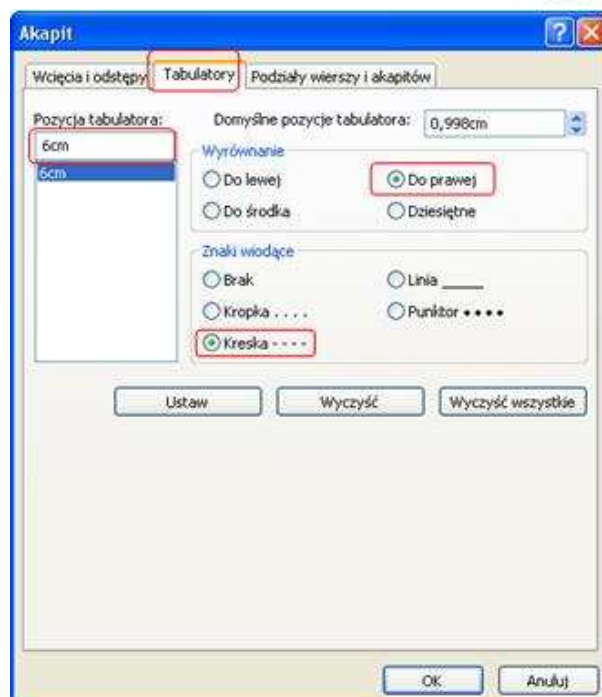 Akapit
Wcięcia i odstępy Tabulatory Podziały wierszy i akapitów
Pozycja tabulatora: Domyślne pozycje tabulatora: 0,998cm
6cm
6cm
Wyrównanie
Do lewej Do prawej
Do środka Dziesiętne
Znaki wiodące
Brak Linia _____
Kropka . . . . Punktor • • • •
Kreska - - - -
Ustaw Wyczyść Wyczyść wszystkie
OK Anuluj